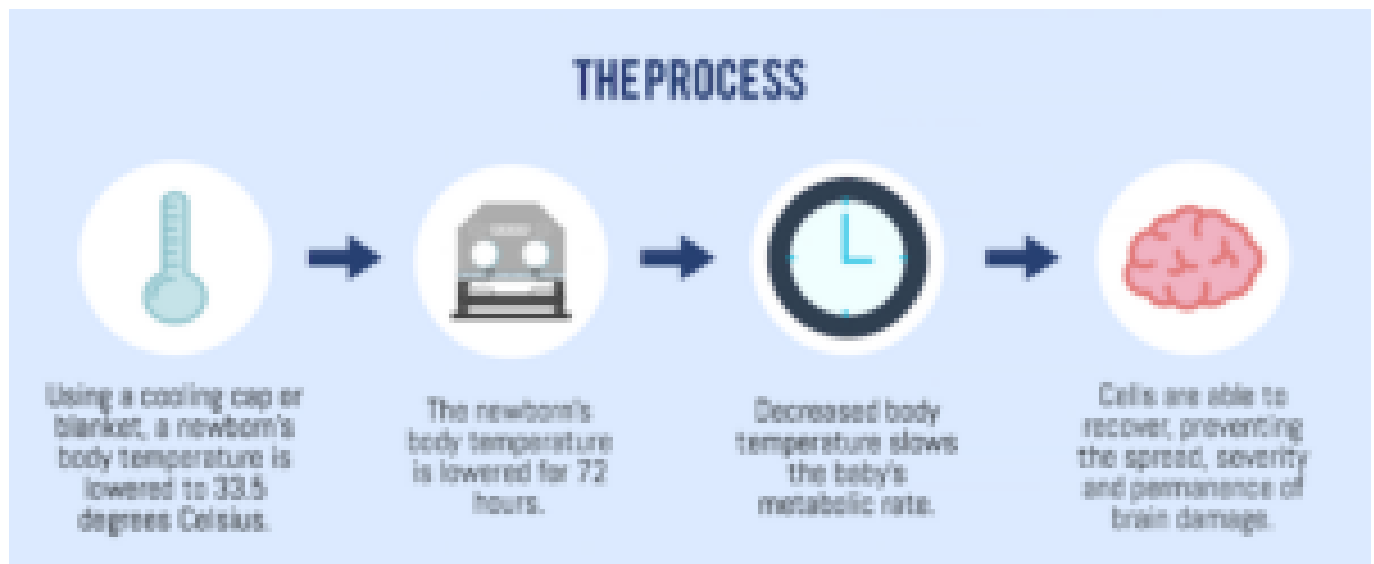 THE PROCESS
Using a cooling cap or
blanket, a newborn's
body temperature is
lowered to 33.5
degrees Celsius.
The newborn's
body temperature
is lowered for 72
hours.
Decreased body
temperature slows
the baby's
metabolic rate.
Cells are able to
recover, preventing
the spread, severity
and permanence of
brain damage.